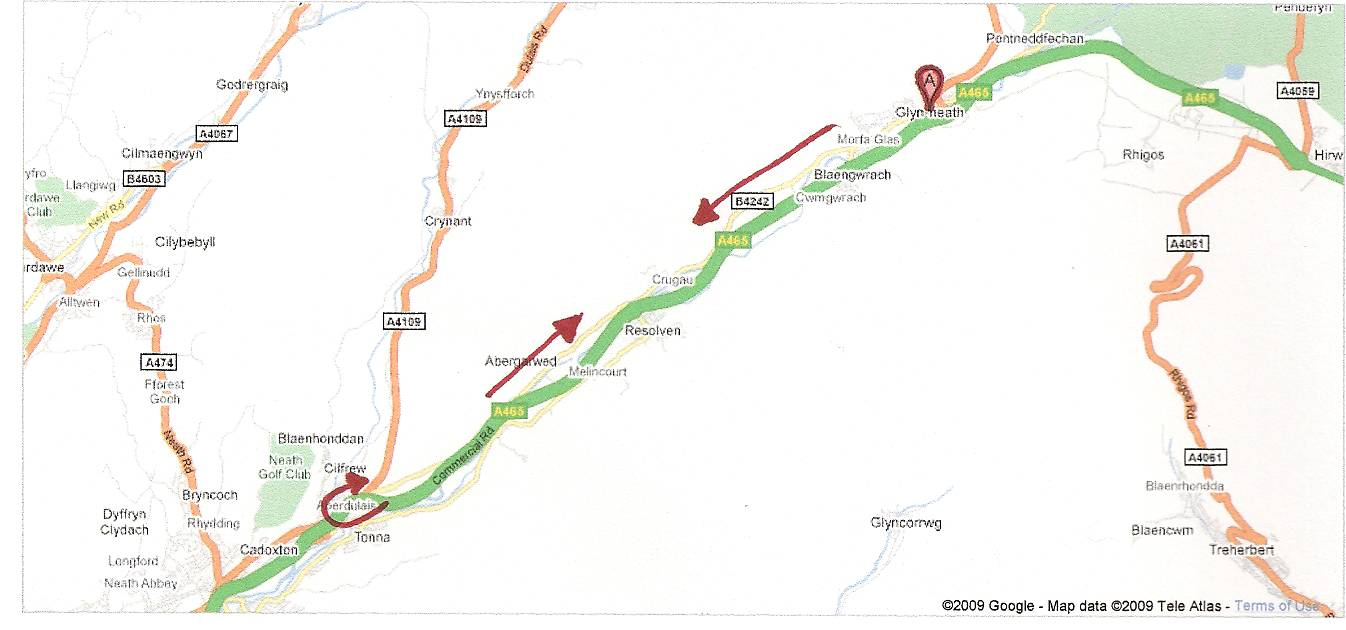 Penderyn
Pontneddfechan
Dulais Rd
Godrergraig
Ynysfforch
A
A465
A465
A4059
Glynneath
A4109
A4067
Morfa Glas
Cilmaengwyn
Rhigos
Hirw
yfro
B4603
Llangiwg
Blaengwrach
rdawe
Club
New Rd
B4242
Cwmgwrach
Crynant
A465
Cilybebyll
A4061
irdawe
Gellinudd
Crugau
Alltwen
Rhos
A4109
Resolven
A474
Abergarwed
Melincourt
Fforest
Goch
Rhigos Rd
A465
Blaenhonddan
Neath Rd
Commercial Rd
Neath
Golf Club
Cilfrew
A4061
Blaenrhondda
Bryncoch
Aberdulais
Dyffryn
Clydach
Rhydding
Glyncorrwg
Blaencwm
Tonna
Cadoxton
Treherbert
Longford
Neath Abbey
©2009 Google - Map data ©2009 Tele Atlas - Terms of Use